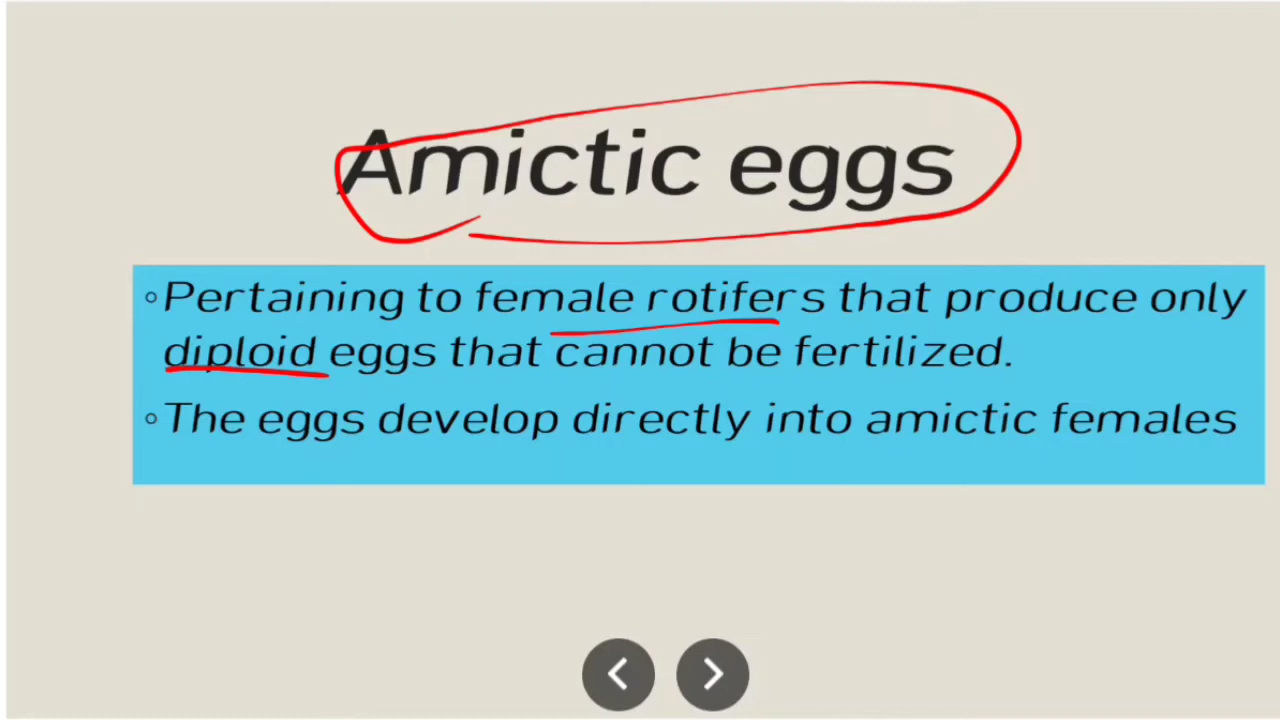 Amictic eggs
◦Pertaining to female rotifers that produce only
diploid eggs that cannot be fertilized.
◦The eggs develop directly into amictic females